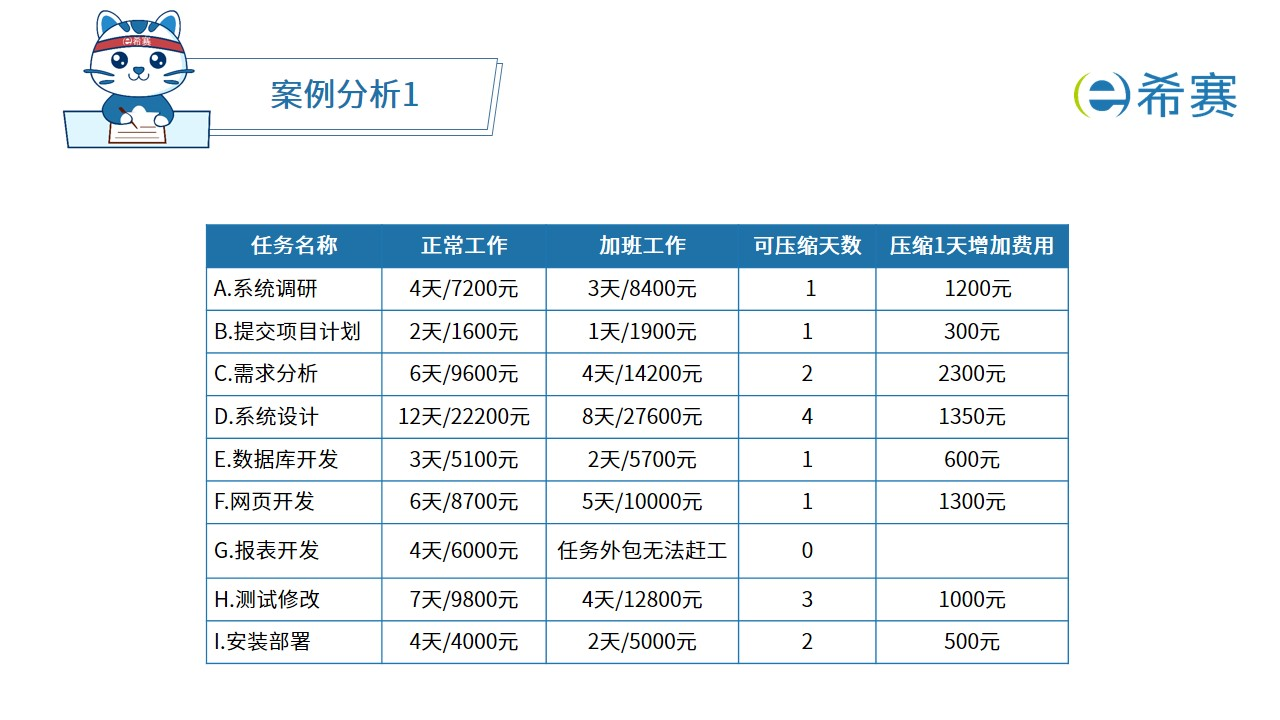 希赛
案例分析1
希赛
任务名称 正常工作 加班工作 可压缩天数 压缩1天增加费用
A.系统调研 4天/7200元 3天/8400元 1 1200元
B.提交项目计划 2天/1600元 1天/1900元 1 300元
C.需求分析 6天/9600元 4天/14200元 2 2300元
D.系统设计 12天/22200元 8天/27600元 4 1350元
E.数据库开发 3天/5100元 2天/5700元 1 600元
F.网页开发 6天/8700元 5天/10000元 1 1300元
G.报表开发 4天/6000元 任务外包无法赶工 0
H.测试修改 7天/9800元 4天/12800元 3 1000元
I.安装部署 4天/4000元 2天/5000元 2 500元